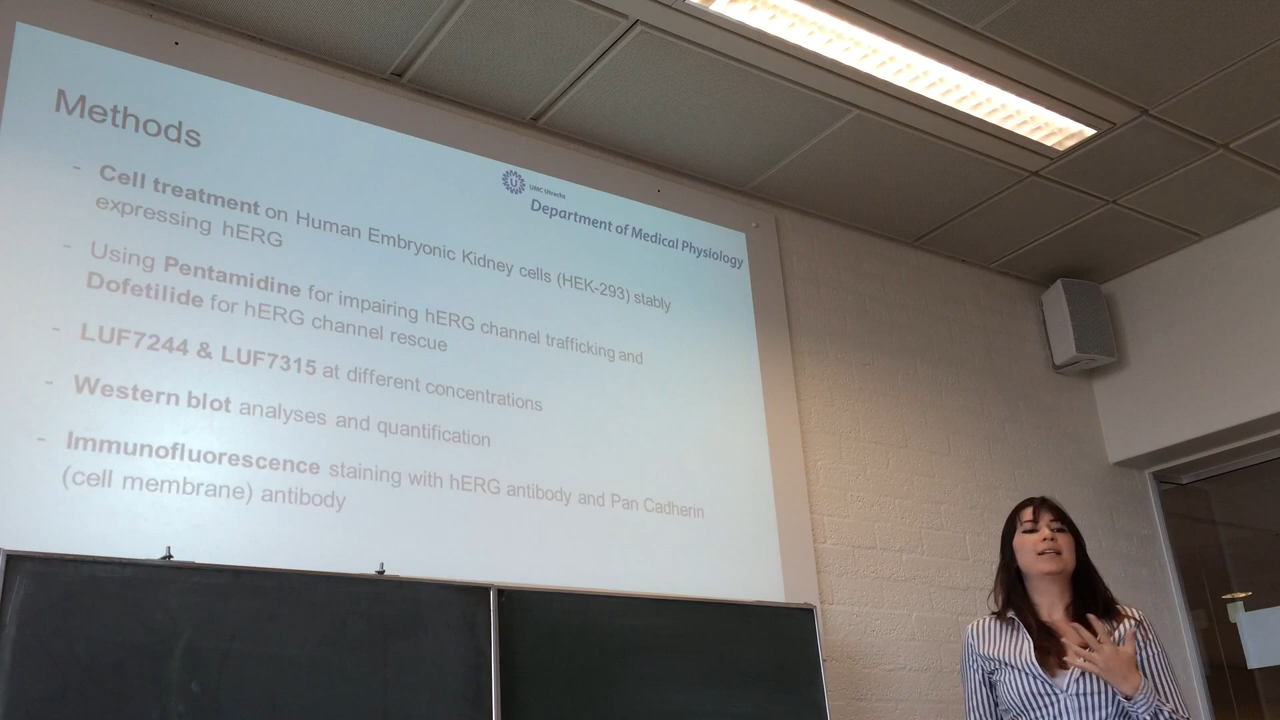 Methods
UMC Utrecht
Department of Medical Physiology
- Cell treatment on Human Embryonic Kidney cells (HEK-293) stably
expressing hERG
- Using Pentamidine for impairing hERG channel trafficking and
Dofetilide for hERG channel rescue
- LUF7244 & LUF7315 at different concentrations
- Western blot analyses and quantification
- Immunofluorescence staining with hERG antibody and Pan Cadherin
(cell membrane) antibody